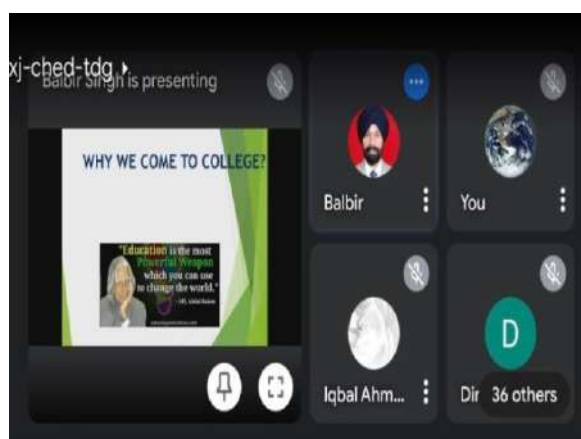 xj-ched-tdg
Balbir Singh is presenting
WHY WE COME TO COLLEGE?
"Education is the most
Powerful Weapon
which you can use
to change the world."
Balbir
You
Iqbal Ahm...
D
Dir
36 others